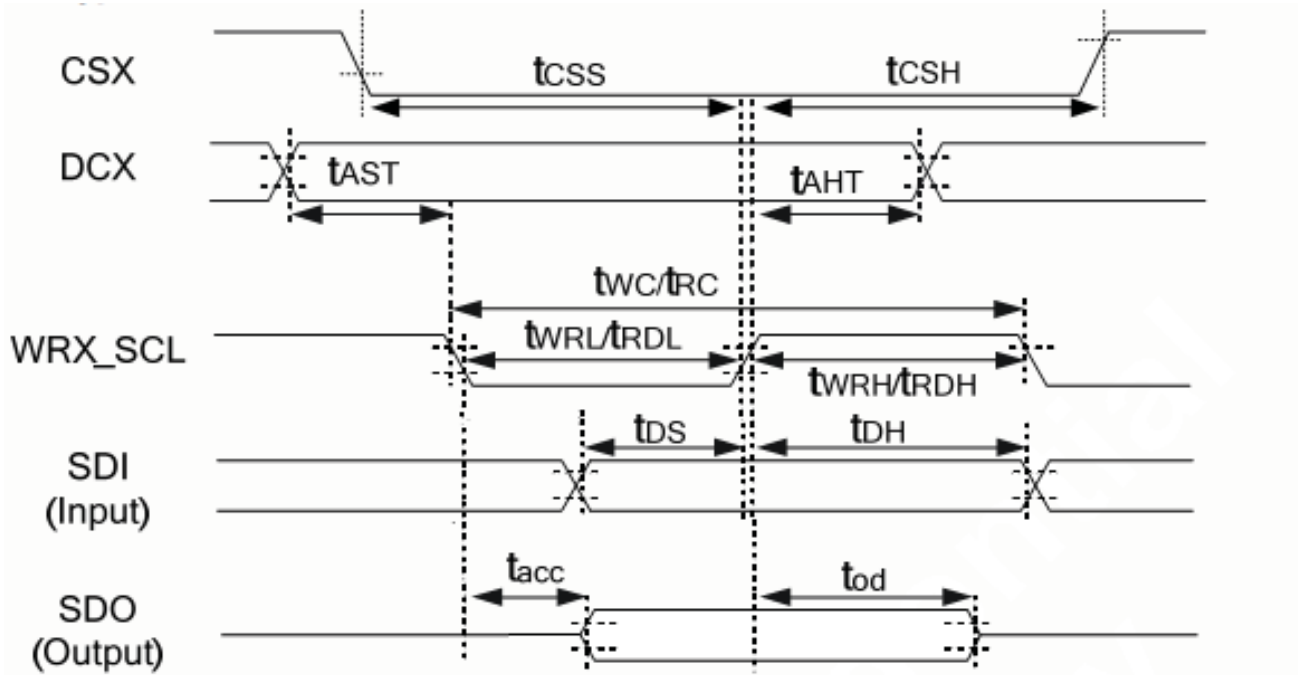 CSX
tCSS
tCSH
DCX
tAST
tAHT
tWC/tRC
WRX_SCL
tWRL/tRDL
tWRH/tRDH
SDI
(Input)
tDS
tDH
SDO
(Output)
tacc
tod